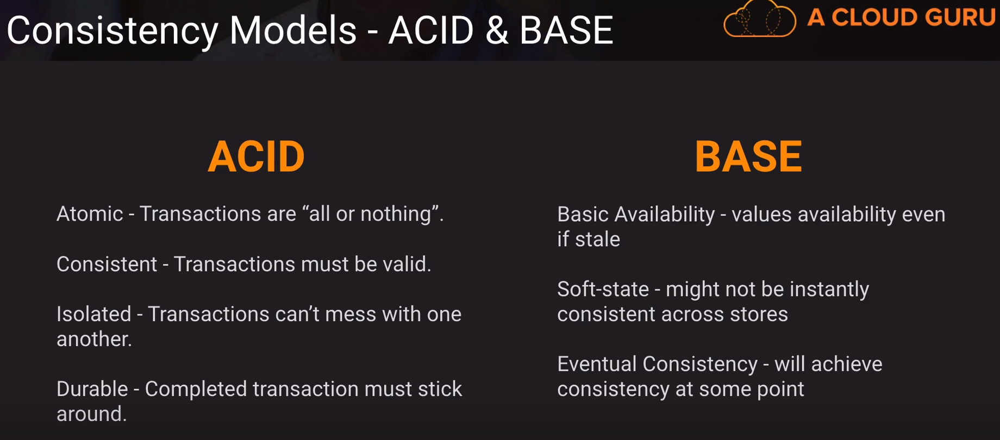 Consistency Models - ACID & BASE
A CLOUD GURU
ACID
Atomic - Transactions are “all or nothing”.
Consistent - Transactions must be valid.
Isolated - Transactions can’t mess with one
another.
Durable - Completed transaction must stick
around.
BASE
Basic Availability - values availability even
if stale
Soft-state - might not be instantly
consistent across stores
Eventual Consistency - will achieve
consistency at some point